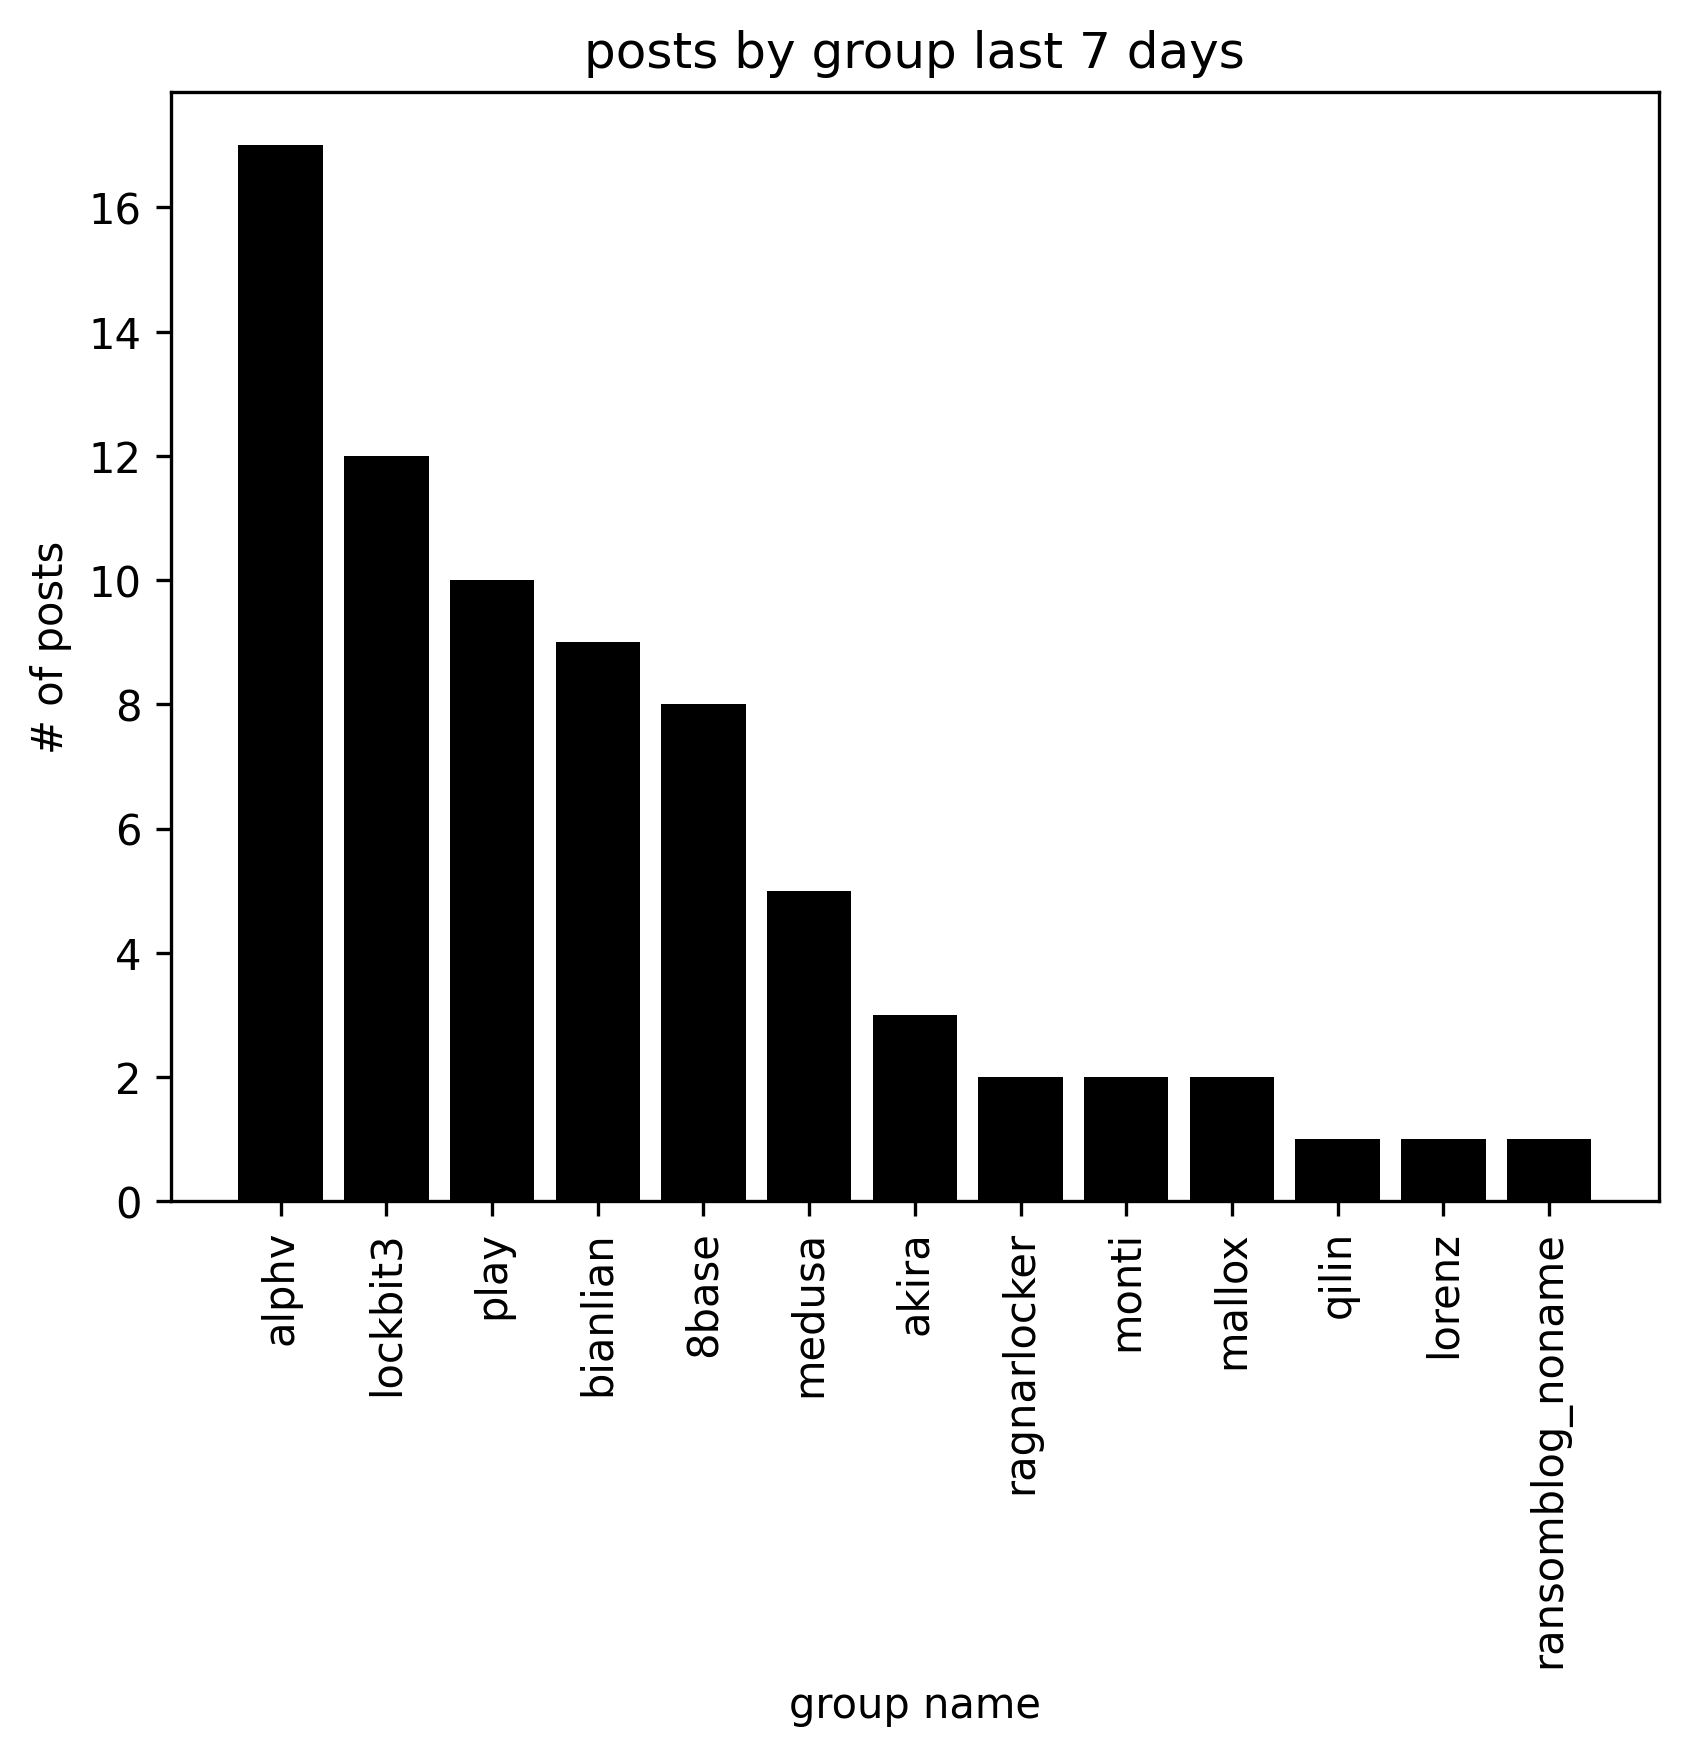 posts by group last 7 days
# of posts
16
14
12
10
8
6
4
2
0
alphv
lockbit3
play
bianlian
8base
medusa
akira
ragnarlocker
monti
mallox
qilin
lorenz
ransomblog_noname
group name